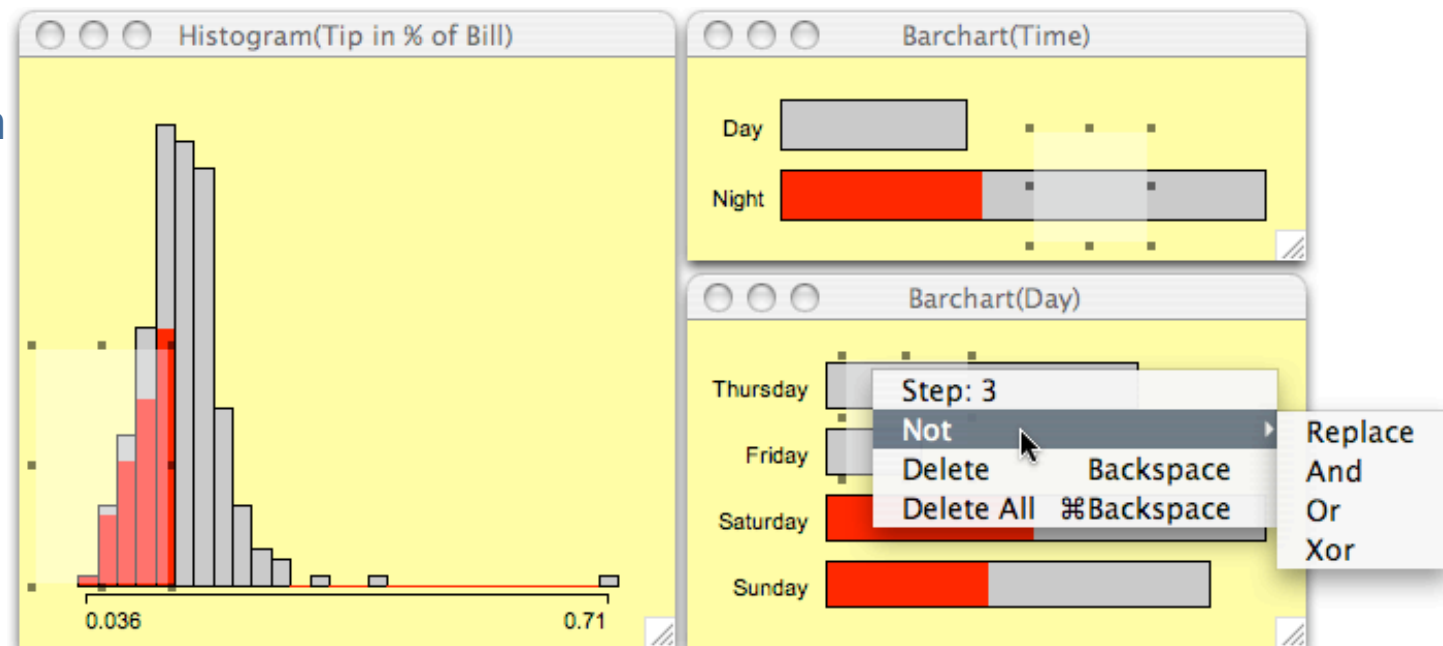 Histogram(Tip in % of Bill)
0.036
0.71
Barchart(Time)
Day
Night
Barchart(Day)
Thursday
Friday
Saturday
Sunday
Step: 3
Not
Delete Backspace
Delete All ⌘Backspace
Replace
And
Or
Xor